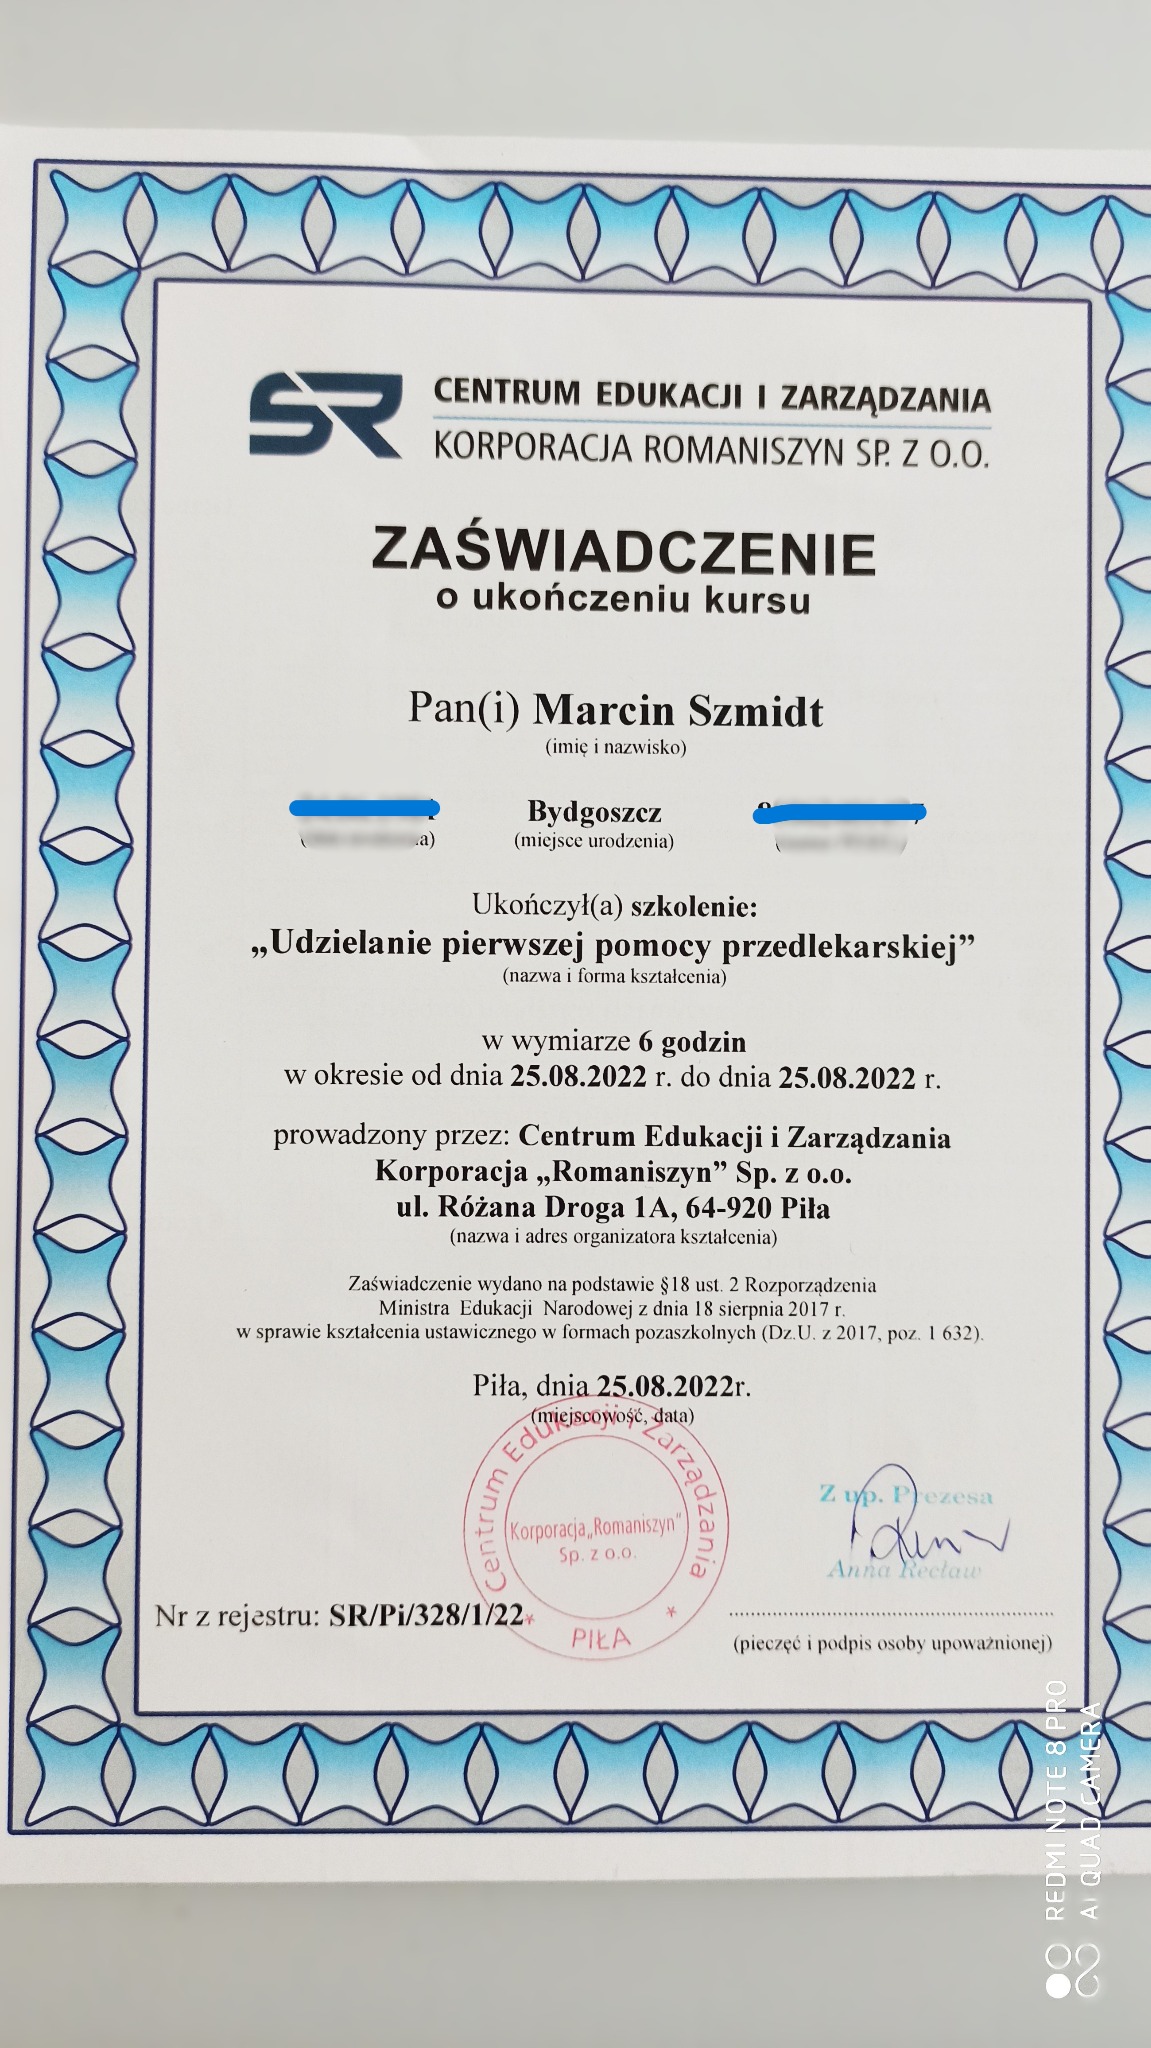 SR
CENTRUM EDUKACJI I ZARZĄDZANIA
KORPORACJA ROMANISZYN SP. Z O.O.
ZAŚWIADCZENIE
o ukończeniu kursu
Pan(i) Marcin Szmidt
(imię i nazwisko)
Bydgoszcz
(miejsce urodzenia)
Ukończył(a) szkolenie:
„Udzielanie pierwszej pomocy przedlekarskiej”
(nazwa i forma kształcenia)
w wymiarze 6 godzin
w okresie od dnia 25.08.2022 r. do dnia 25.08.2022 r.
prowadzony przez: Centrum Edukacji i Zarządzania
Korporacja „Romaniszyn” Sp. z o.o.
ul. Różana Droga 1A, 64-920 Piła
(nazwa i adres organizatora kształcenia)
Zaświadczenie wydano na podstawie §18 ust. 2 Rozporządzenia
Ministra Edukacji Narodowej z dnia 18 sierpnia 2017 r.
w sprawie kształcenia ustawicznego w formach pozaszkolnych (Dz.U. z 2017, poz. 1 632).
Piła, dnia 25.08.2022r.
(miejscowość, data)
Centrum Edukacji i Zarządzania
Korporacja „Romaniszyn”
Sp. z o.o.
* PIŁA *
Z up. Prezesa
Anna Recław
Nr z rejestru: SR/Pi/328/1/22
(pieczęć i podpis osoby upoważnionej)
REDMI NOTE 8 PRO
AI QUAD CAMERA